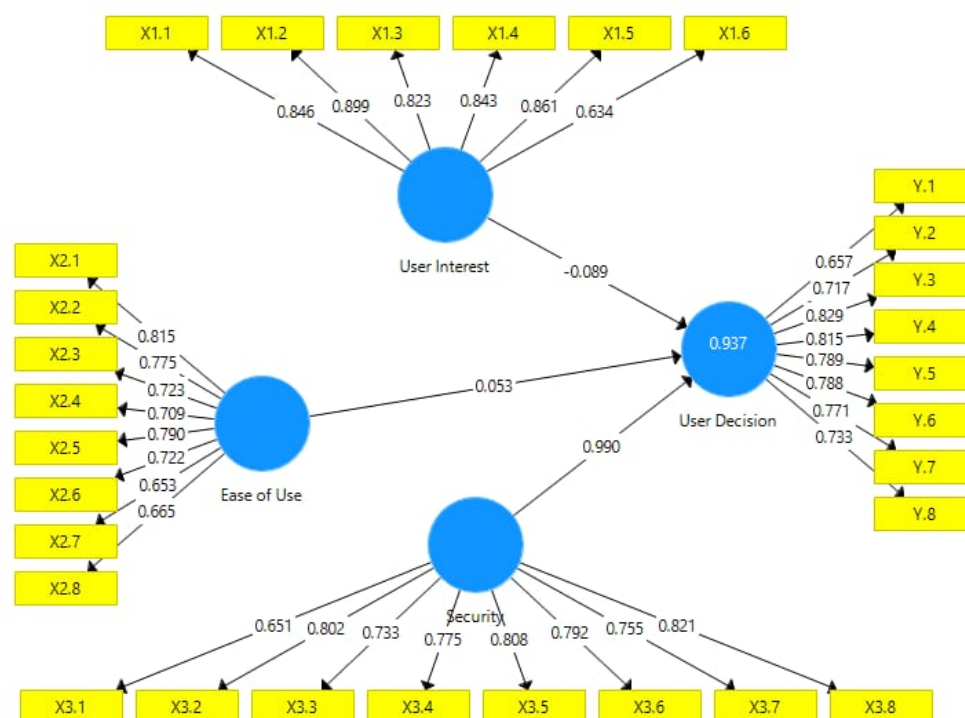 X1.1 X1.2 X1.3 X1.4 X1.5 X1.6
0.846 0.899 0.823 0.843 0.861 0.634
User Interest
-0.089
X2.1
X2.2
X2.3
X2.4
X2.5
X2.6
X2.7
X2.8
0.815
0.775
0.723
0.709
0.790
0.722
0.653
0.665
Ease of Use
0.053
0.937
User Decision
0.990
0.657
0.717
0.829
0.815
0.789
0.788
0.771
0.733
Y.1
Y.2
Y.3
Y.4
Y.5
Y.6
Y.7
Y.8
Security
0.651 0.802 0.733 0.775 0.808 0.792 0.755 0.821
X3.1 X3.2 X3.3 X3.4 X3.5 X3.6 X3.7 X3.8